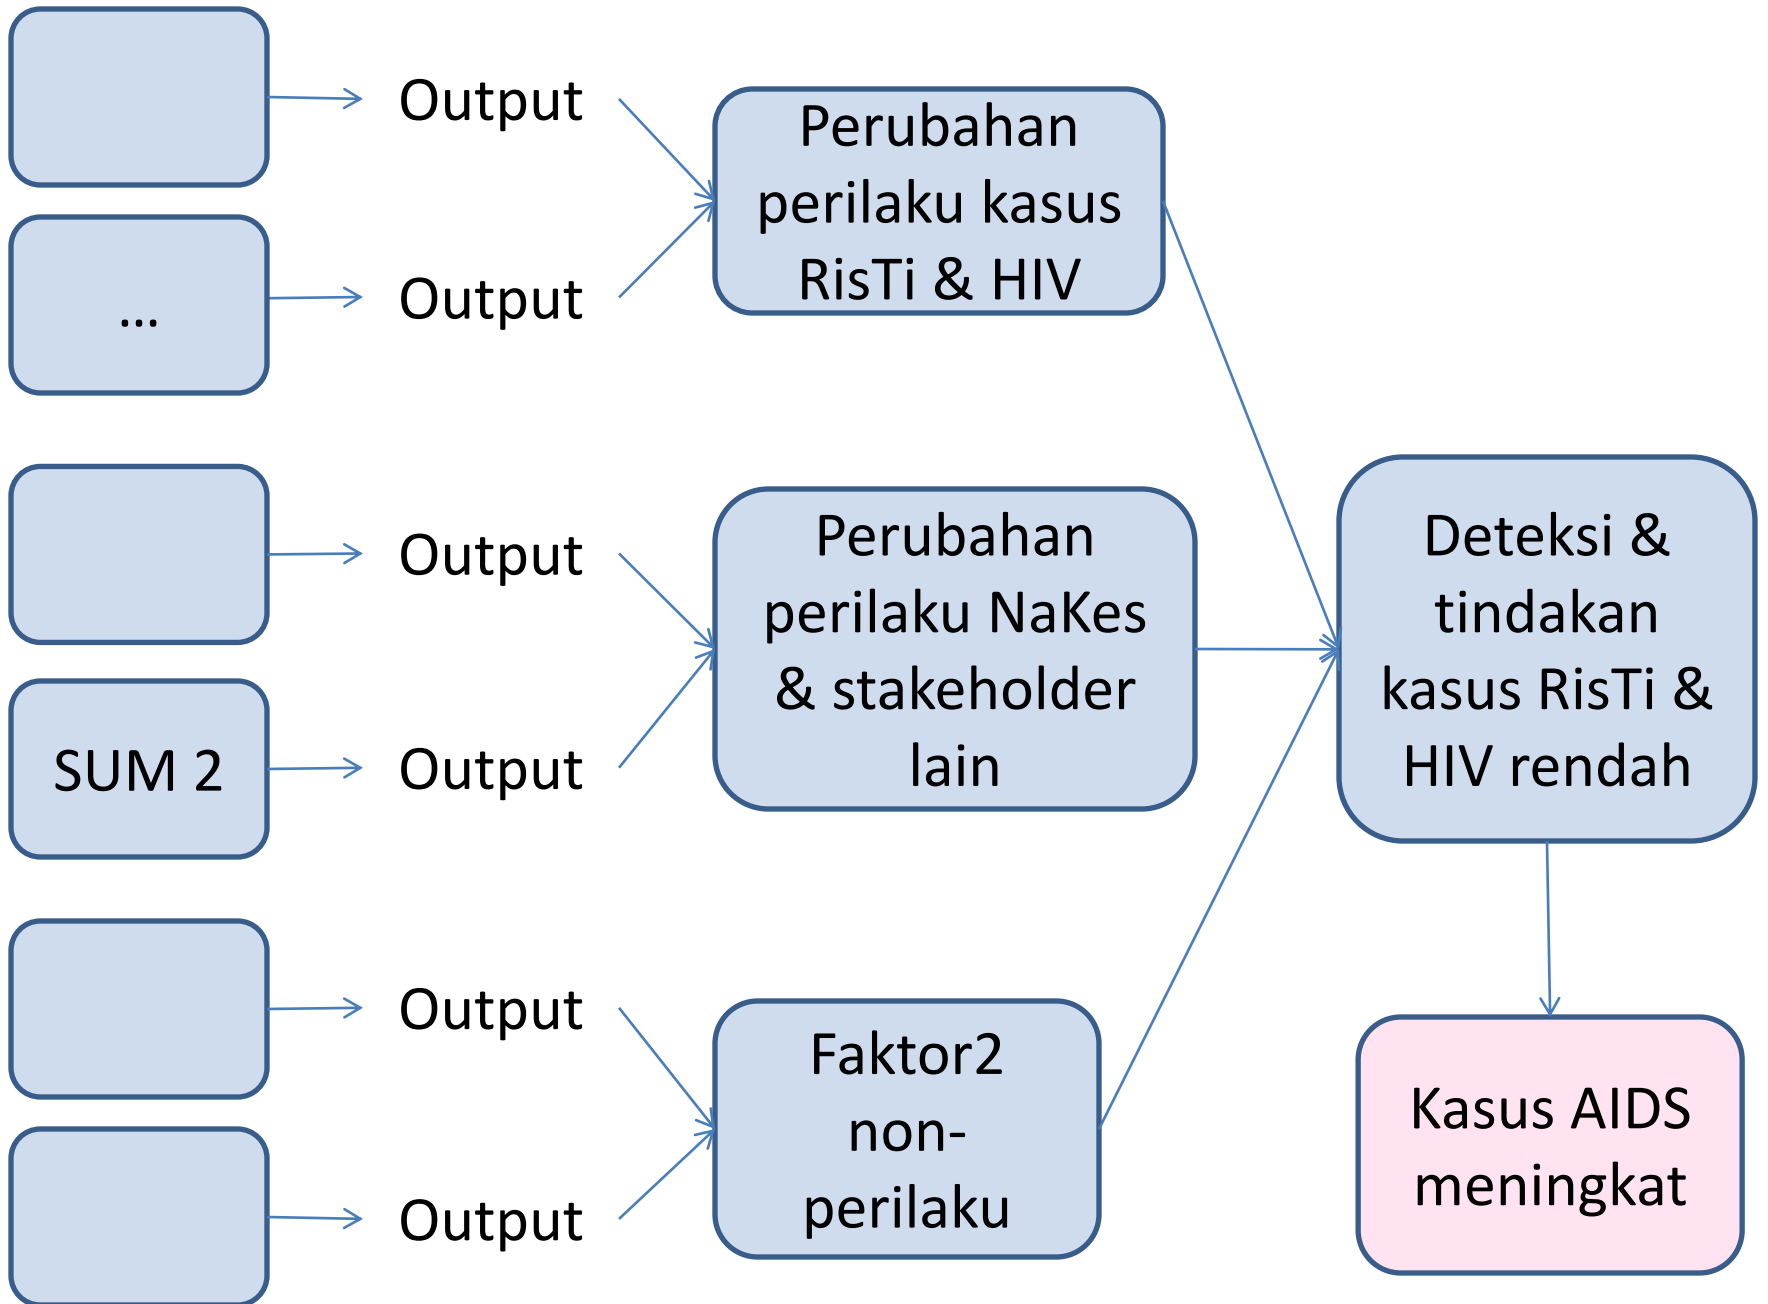 Output
Perubahan
perilaku kasus
RisTi & HIV
...
Output
Output
Perubahan
perilaku NaKes
& stakeholder
lain
SUM 2
Output
Deteksi &
tindakan
kasus RisTi &
HIV rendah
Output
Faktor2
non-
perilaku
Output
Kasus AIDS
meningkat